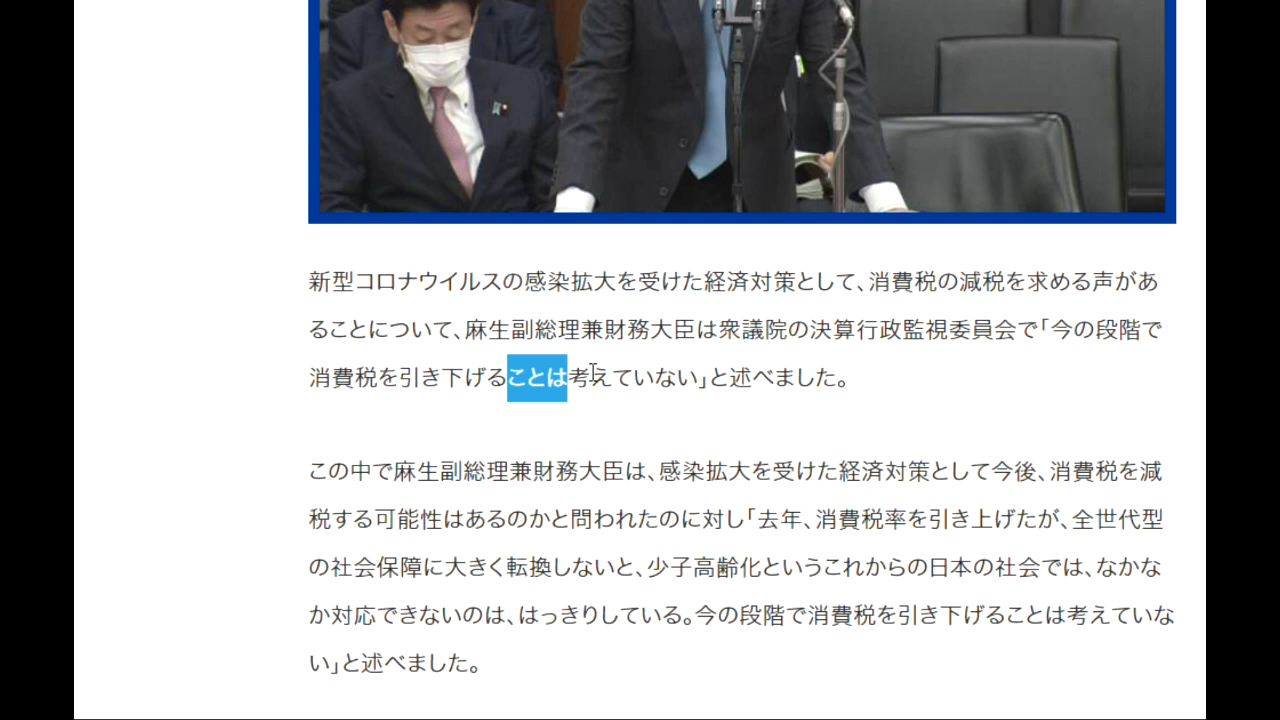 新型コロナウイルスの感染拡大を受けた経済対策として、消費税の減税を求める声があ
ることについて、麻生副総理兼財務大臣は衆議院の決算行政監視委員会で「今の段階で
消費税を引き下げることは考えていない」と述べました。
この中で麻生副総理兼財務大臣は、感染拡大を受けた経済対策として今後、消費税を減
税する可能性はあるのかと問われたのに対し「去年、消費税率を引き上げたが、全世代型
の社会保障に大きく転換しないと、少子高齢化というこれからの日本の社会では、なかな
か対応できないのは、はっきりしている。今の段階で消費税を引き下げることは考えていな
い」と述べました。